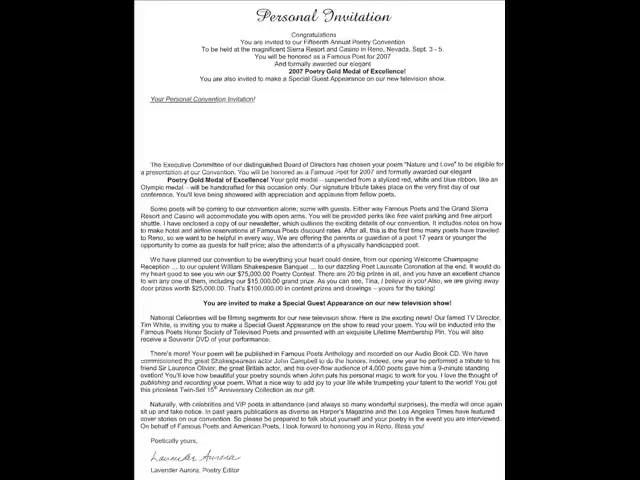 Personal Invitation
Congratulations
You are invited to our Fifteenth Annual Poetry Convention
To be held at the magnificent Sierra Resort and Casino in Reno, Nevada, Sept. 3 - 5.
You will be honored as a Famous Poet for 2007
And formally awarded our elegant
2007 Poetry Gold Medal of Excellence!
You are also invited to make a Special Guest Appearance on our new television show.
Your Personal Convention Invitation!
The Executive Committee of our distinguished Board of Directors has chosen your poem "Nature and Love" to be eligible for
a presentation at our Convention. You will be honored as a Famous Poet for 2007 and formally awarded our elegant
Poetry Gold Medal of Excellence! Your gold medal – suspended from a stylized red, white and blue ribbon, like an
Olympic medal – will be handcrafted for this occasion only. Our signature tribute takes place on the very first day of our
conference. You'll love being showered with appreciation and applause from fellow poets.
Some poets will be coming to our convention alone; some with guests. Either way Famous Poets and the Grand Sierra
Resort and Casino will accommodate you with open arms. You will be provided perks like free valet parking and free airport
shuttle. I have enclosed a copy of our newsletter, which outlines the exciting details of our convention. It includes notes on how
to make hotel and airline reservations at Famous Poets discount rates. After all, this is the first time many poets have traveled
to Reno, so we want to be helpful in every way. We are offering the parents or guardian of a poet 17 years or younger the
opportunity to come as guests for half price; also the attendants of a physically handicapped poet.
We have planned our convention to be everything your heart could desire, from our opening Welcome Champagne
Reception … to our opulent William Shakespeare Banquet … to our dazzling Poet Laureate Coronation at the end. It would do
my heart good to see you win our $75,000.00 Poetry Contest. There are 20 big prizes in all, and you have an excellent chance
to win any one of them, including our $15,000.00 grand prize. As you can see, Tina, I believe in you! Also, we are giving away
door prizes worth $25,000.00. That's $100,000.00 in contest prizes and drawings – yours for the taking!
You are invited to make a Special Guest Appearance on our new television show!
National Celebrities will be filming segments for our new television show. Here is the exciting news! Our famed TV Director,
Tim White, is inviting you to make a Special Guest Appearance on the show to read your poem. You will be inducted into the
Famous Poets Honor Society of Televised Poets and presented with an exquisite Lifetime Membership Pin. You will also
receive a Souvenir DVD of your performance.
There's more! Your poem will be published in Famous Poets Anthology and recorded on our Audio Book CD. We have
commissioned the great Shakespearean actor John Campbell to do the honors. Indeed, one year he performed a tribute to his
friend Sir Laurence Olivier, the great British actor, and his over-flow audience of 4,000 poets gave him a 9-minute standing
ovation! You'll love how beautiful your poetry sounds when John puts his personal magic to work for you. I love the thought of
publishing and recording your poem. What a nice way to add joy to your life while trumpeting your talent to the world! You get
this priceless Twin-Set 15th Anniversary Collection as our gift.
Naturally, with celebrities and VIP poets in attendance (and always so many wonderful surprises), the media will once again
sit up and take notice. In past years publications as diverse as Harper's Magazine and the Los Angeles Times have featured
cover stories on our convention. So please be prepared to talk about yourself and your poetry in the event you are interviewed.
On behalf of Famous Poets and American Poets, I look forward to honoring you in Reno. Bless you!
Poetically yours,
Lavender Aurora
Lavender Aurora, Poetry Editor